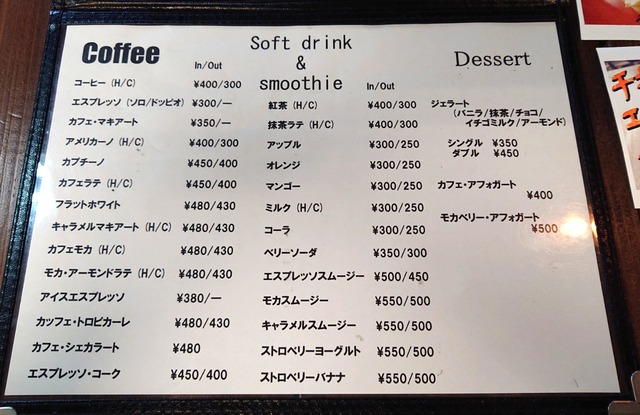 Coffee
In/Out
コーヒー (H/C) ¥400/300
エスプレッソ (ソロ/ドッピオ) ¥300/―
カフェ・マキアート ¥350/―
アメリカーノ (H/C) ¥400/300
カプチーノ ¥450/400
カフェラテ (H/C) ¥450/400
フラットホワイト ¥480/430
キャラメルマキアート (H/C) ¥480/430
カフェモカ (H/C) ¥480/430
モカ・アーモンドラテ (H/C) ¥480/430
アイスエスプレッソ ¥380/―
カッフェ・トロピカーレ ¥480/430
カフェ・シェカラート ¥480
エスプレッソ・コーク ¥450/400
Soft drink
&
smoothie
In/Out
紅茶 (H/C) ¥400/300
抹茶ラテ (H/C) ¥400/300
アップル ¥300/250
オレンジ ¥300/250
マンゴー ¥300/250
ミルク (H/C) ¥300/250
コーラ ¥300/250
ベリーソーダ ¥350/300
エスプレッソスムージー ¥500/450
モカスムージー ¥550/500
キャラメルスムージー ¥550/500
ストロベリーヨーグルト ¥550/500
ストロベリーバナナ ¥550/500
Dessert
ジェラート
(バニラ/抹茶/チョコ/
イチゴミルク/アーモンド)
シングル ¥350
ダブル ¥450
カフェ・アフォガート
¥400
モカベリー・アフォガート
¥500